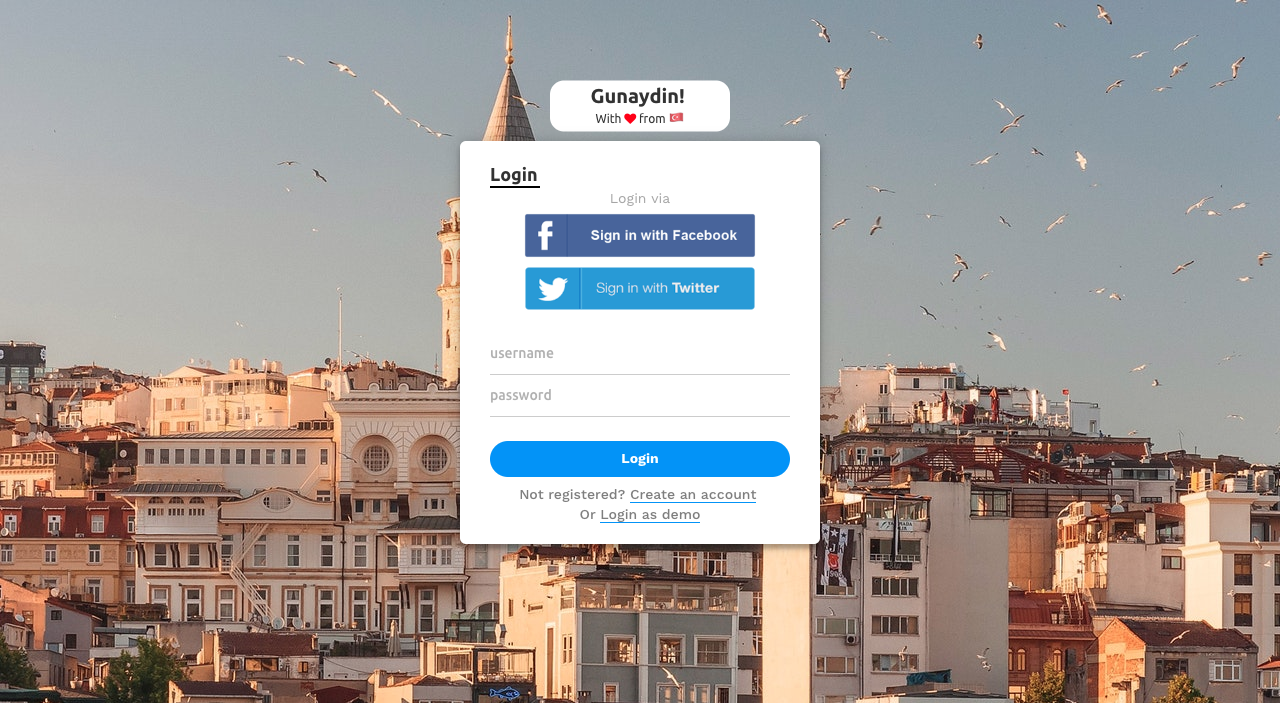 Gunaydin!
With ❤ from 🇹🇷
Login
Login via
Sign in with Facebook
Sign in with Twitter
username
password
Login
Not registered? Create an account
Or Login as demo